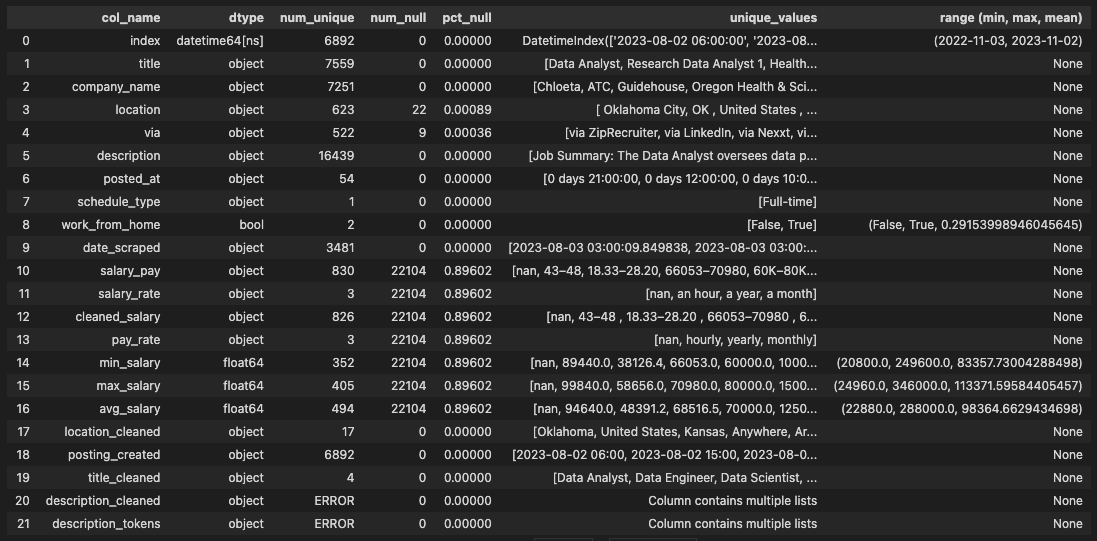 col_name dtype num_unique num_null pct_null unique_values range (min, max, mean)
0 index datetime64[ns] 6892 0 0.00000 DatetimeIndex(['2023-08-02 06:00:00', '2023-08... (2022-11-03, 2023-11-02)
1 title object 7559 0 0.00000 [Data Analyst, Research Data Analyst 1, Health... None
2 company_name object 7251 0 0.00000 [Chloeta, ATC, Guidehouse, Oregon Health & Sci... None
3 location object 623 22 0.00089 [ Oklahoma City, OK , United States , ... None
4 via object 522 9 0.00036 [via ZipRecruiter, via LinkedIn, via Nexxt, vi... None
5 description object 16439 0 0.00000 [Job Summary: The Data Analyst oversees data p... None
6 posted_at object 54 0 0.00000 [0 days 21:00:00, 0 days 12:00:00, 0 days 10:0... None
7 schedule_type object 1 0 0.00000 [Full-time] None
8 work_from_home bool 2 0 0.00000 [False, True] (False, True, 0.29153998946045645)
9 date_scraped object 3481 0 0.00000 [2023-08-03 03:00:09.849838, 2023-08-03 03:00:... None
10 salary_pay object 830 22104 0.89602 [nan, 43–48, 18.33–28.20, 66053–70980, 60K–80K... None
11 salary_rate object 3 22104 0.89602 [nan, an hour, a year, a month] None
12 cleaned_salary object 826 22104 0.89602 [nan, 43–48 , 18.33–28.20 , 66053–70980 , 6... None
13 pay_rate object 3 22104 0.89602 [nan, hourly, yearly, monthly] None
14 min_salary float64 352 22104 0.89602 [nan, 89440.0, 38126.4, 66053.0, 60000.0, 1000... (20800.0, 249600.0, 83357.73004288498)
15 max_salary float64 405 22104 0.89602 [nan, 99840.0, 58656.0, 70980.0, 80000.0, 1500... (24960.0, 346000.0, 113371.59584405457)
16 avg_salary float64 494 22104 0.89602 [nan, 94640.0, 48391.2, 68516.5, 70000.0, 1250... (22880.0, 288000.0, 98364.6629434698)
17 location_cleaned object 17 0 0.00000 [Oklahoma, United States, Kansas, Anywhere, Ar... None
18 posting_created object 6892 0 0.00000 [2023-08-02 06:00, 2023-08-02 15:00, 2023-08-0... None
19 title_cleaned object 4 0 0.00000 [Data Analyst, Data Engineer, Data Scientist, ... None
20 description_cleaned object ERROR 0 0.00000 Column contains multiple lists None
21 description_tokens object ERROR 0 0.00000 Column contains multiple lists None